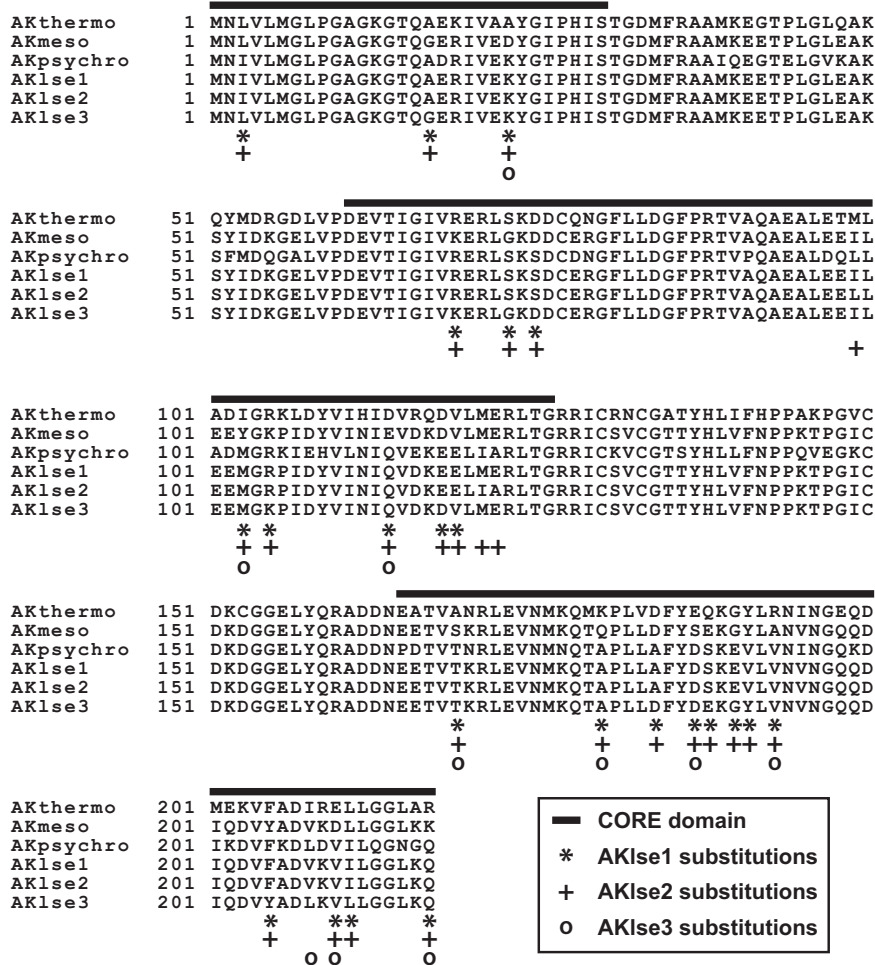 AKthermo 1 MNLVLMGLPGAGKGTQAEKIVAAYGIPHISTGDMFRAAMKEGTPLGLQAK
AKmeso 1 MNLVLMGLPGAGKGTQGERIVEDYGIPHISTGDMFRAAMKEETPLGLEAK
AKpsychro 1 MNIVLMGLPGAGKGTQADRIVEKYGTPHISTGDMFRAAIQEGTELGVKAK
AKlse1 1 MNIVLMGLPGAGKGTQAERIVEKYGIPHISTGDMFRAAMKEETPLGLEAK
AKlse2 1 MNIVLMGLPGAGKGTQAERIVEKYGIPHISTGDMFRAAMKEETPLGLEAK
AKlse3 1 MNLVLMGLPGAGKGTQGERIVEKYGIPHISTGDMFRAAMKEETPLGLEAK
* * *
+ + +
o
AKthermo 51 QYMDRGDLVPDEVTIGIVRERLSKDDCQNGFLLDGFPRTVAQAEALETML
AKmeso 51 SYIDKGELVPDEVTIGIVKERLGKDDCERGFLLDGFPRTVAQAEALEEIL
AKpsychro 51 SFMDQGALVPDEVTIGIVRERLSKSDCDNGFLLDGFPRTVPQAEALDQLL
AKlse1 51 SYIDKGELVPDEVTIGIVRERLSKSDCERGFLLDGFPRTVAQAEALEEIL
AKlse2 51 SYIDKGELVPDEVTIGIVRERLSKSDCERGFLLDGFPRTVAQAEALEELL
AKlse3 51 SYIDKGELVPDEVTIGIVKERLGKDDCERGFLLDGFPRTVAQAEALEEIL
* * *
+ + + +
AKthermo 101 ADIGRKLDYVIHIDVRQDVLMERLTGRRICRNCGATYHLIFHPPAKPGVC
AKmeso 101 EEYGKPIDYVINIEVDKDVLMERLTGRRICSVCGTTYHLVFNPPKTPGIC
AKpsychro 101 ADMGRKIEHVLNIQVEKEELIARLTGRRICKVCGTSYHLLFNPPQVEGKC
AKlse1 101 EEMGRPIDYVINIQVDKEELMERLTGRRICSVCGTTYHLVFNPPKTPGIC
AKlse2 101 EEMGRPIDYVINIQVDKEELIARLTGRRICSVCGTTYHLVFNPPKTPGIC
AKlse3 101 EEMGKPIDYVINIQVDKDVLMERLTGRRICSVCGTTYHLVFNPPKTPGIC
* * * **
+ + + ++ ++
o o
AKthermo 151 DKCGGELYQRADDNEATVANRLEVNMKQMKPLVDFYEQKGYLRNINGEQD
AKmeso 151 DKDGGELYQRADDNEETVSKRLEVNMKQTQPLLDFYSEKGYLANVNGQQD
AKpsychro 151 DKDGGELYQRADDNPDTVTNRLEVNMNQTAPLLAFYDSKEVLVNINGQKD
AKlse1 151 DKDGGELYQRADDNEETVTKRLEVNMKQTAPLLAFYDSKEVLVNVNGQQD
AKlse2 151 DKDGGELYQRADDNEETVTKRLEVNMKQTAPLLAFYDSKEVLVNVNGQQD
AKlse3 151 DKDGGELYQRADDNEETVTKRLEVNMKQTAPLLDFYDEKGYLVNVNGQQD
* * * ** ** *
+ + + ++ ++ +
o o o o
AKthermo 201 MEKVFADIRELLGGLAR
AKmeso 201 IQDVYADVKDLLGGLKK
AKpsychro 201 IKDVFKDLDVILQGNGQ
AKlse1 201 IQDVFADVKVILGGLKQ
AKlse2 201 IQDVFADVKVILGGLKQ
AKlse3 201 IQDVYADLKVLLGGLKQ
* ** *
+ ++ +
o o o
CORE domain
* AKlse1 substitutions
+ AKlse2 substitutions
o AKlse3 substitutions